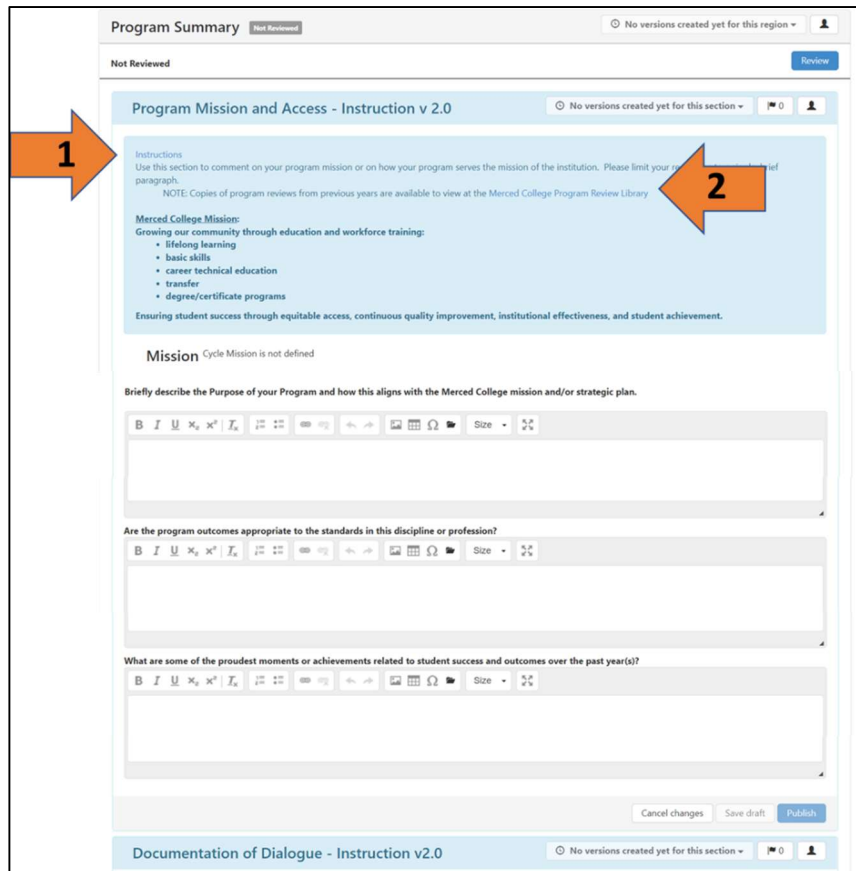 Program Summary Not Reviewed No versions created yet for this region
Not Reviewed Review
Program Mission and Access - Instruction v 2.0 No versions created yet for this section 0
1
Instructions
Use this section to comment on your program mission or on how your program serves the mission of the institution. Please limit your brief
paragraph.
NOTE: Copies of program reviews from previous years are available to view at the Merced College Program Review Library
2
Merced College Mission:
Growing our community through education and workforce training:
• lifelong learning
• basic skills
• career technical education
• transfer
• degree/certificate programs
Ensuring student success through equitable access, continuous quality improvement, institutional effectiveness, and student achievement.
Mission Cycle Mission is not defined
Briefly describe the Purpose of your Program and how this aligns with the Merced College mission and/or strategic plan.
B I U x₂ x² Tx Ω Size
Are the program outcomes appropriate to the standards in this discipline or profession?
B I U x₂ x² Tx Ω Size
What are some of the proudest moments or achievements related to student success and outcomes over the past year(s)?
B I U x₂ x² Tx Ω Size
Cancel changes Save draft Publish
Documentation of Dialogue - Instruction v2.0 No versions created yet for this section 0